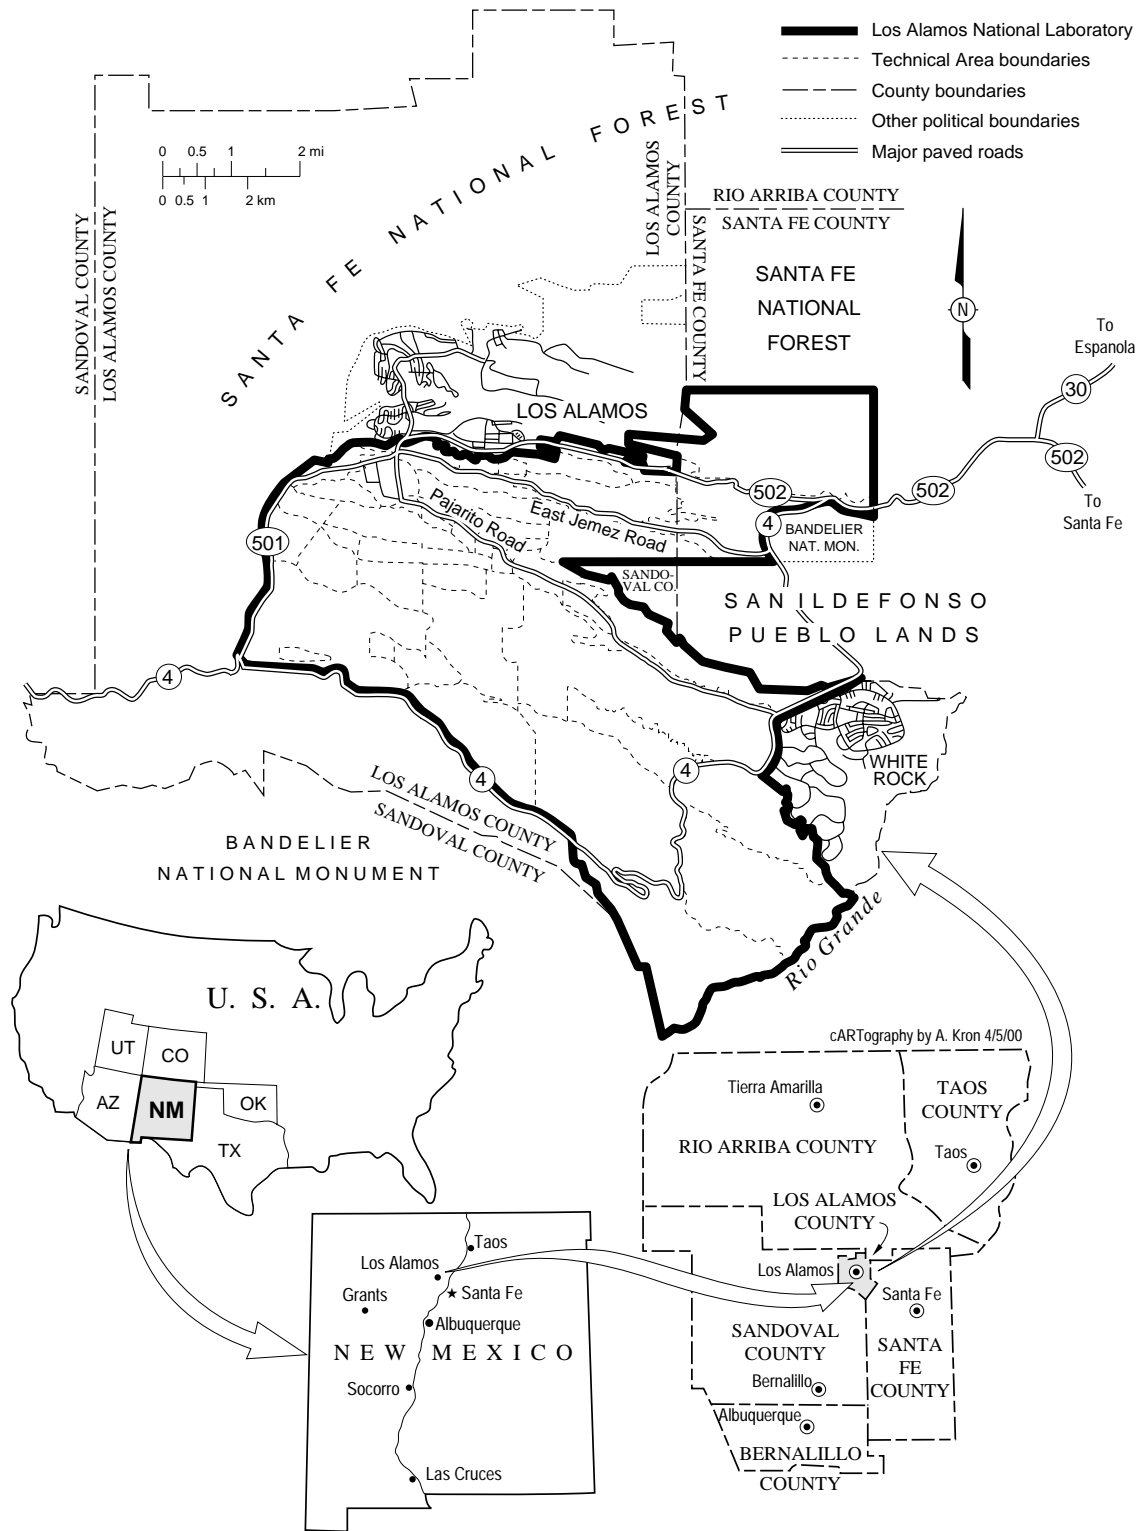 Los Alamos National Laboratory
Technical Area boundaries
County boundaries
Other political boundaries
Major paved roads
0 0.5 1 2 mi
0 0.5 1 2 km
SANTA FE NATIONAL FOREST
SANDOVAL COUNTY
LOS ALAMOS COUNTY
LOS ALAMOS
COUNTY
RIO ARRIBA COUNTY
SANTA FE COUNTY
SANTA FE COUNTY
SANTA FE
NATIONAL
FOREST
N
To
Espanola
30
502
To
Santa Fe
LOS ALAMOS
502
502
4
BANDELIER
NAT. MON.
501
Pajarito Road
East Jemez Road
SANDO-
VAL CO.
SAN ILDEFONSO
PUEBLO LANDS
4
WHITE
ROCK
4
4
LOS ALAMOS COUNTY
SANDOVAL COUNTY
BANDELIER
NATIONAL MONUMENT
Rio Grande
U. S. A.
UT
CO
AZ
NM
OK
TX
cARTography by A. Kron 4/5/00
Tierra Amarilla
TAOS
COUNTY
RIO ARRIBA COUNTY
Taos
LOS ALAMOS
COUNTY
Los Alamos
Santa Fe
SANDOVAL
COUNTY
SANTA
FE
COUNTY
Bernalillo
Albuquerque
BERNALILLO
COUNTY
Taos
Los Alamos
Grants
Santa Fe
Albuquerque
NEW MEXICO
Socorro
Las Cruces